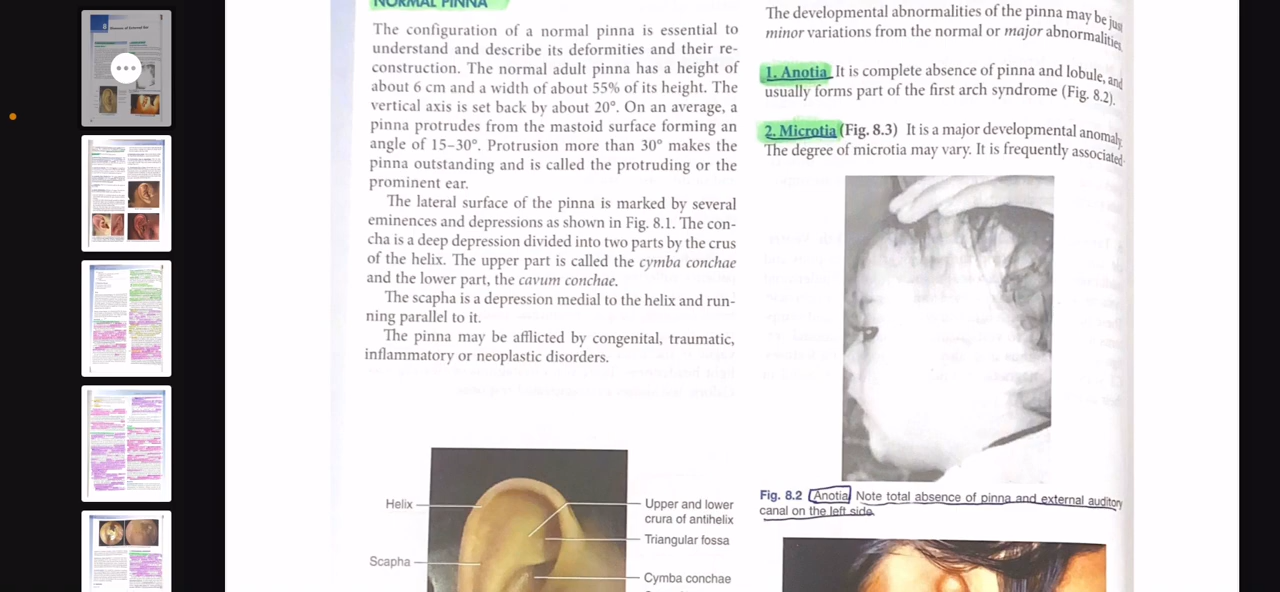 NORMAL PINNA
The configuration of a normal pinna is essential to
understand and describe its deformities and their re-
construction. The normal adult pinna has a height of
about 6 cm and a width of about 55% of its height. The
vertical axis is set back by about 20°. On an average, a
pinna protrudes from the mastoid surface forming an
angle of 15–30°. Protrusion more than 30° makes the
pinna outstanding and is called the protruding or the
prominent ear.
The lateral surface of the pinna is marked by several
eminences and depressions as shown in Fig. 8.1. The con-
cha is a deep depression divided into two parts by the crus
of the helix. The upper part is called the cymba conchae
and the lower part, the cavum conchae.
The scapha is a depression medial to the helix and run-
ning parallel to it.
The pinna may be afflicted by congenital, traumatic,
inflammatory or neoplastic disorders.
Helix
Scapha
Upper and lower
crura of antihelix
Triangular fossa
Cymba conchae
The developmental abnormalities of the pinna may be just
minor variations from the normal or major abnormalities.
1. Anotia. It is complete absence of pinna and lobule, and
usually forms part of the first arch syndrome (Fig. 8.2).
2. Microtia (Fig. 8.3) It is a major developmental anomaly.
The degree of microtia may vary. It is frequently associated
Fig. 8.2 Anotia. Note total absence of pinna and external auditory
canal on the left side.